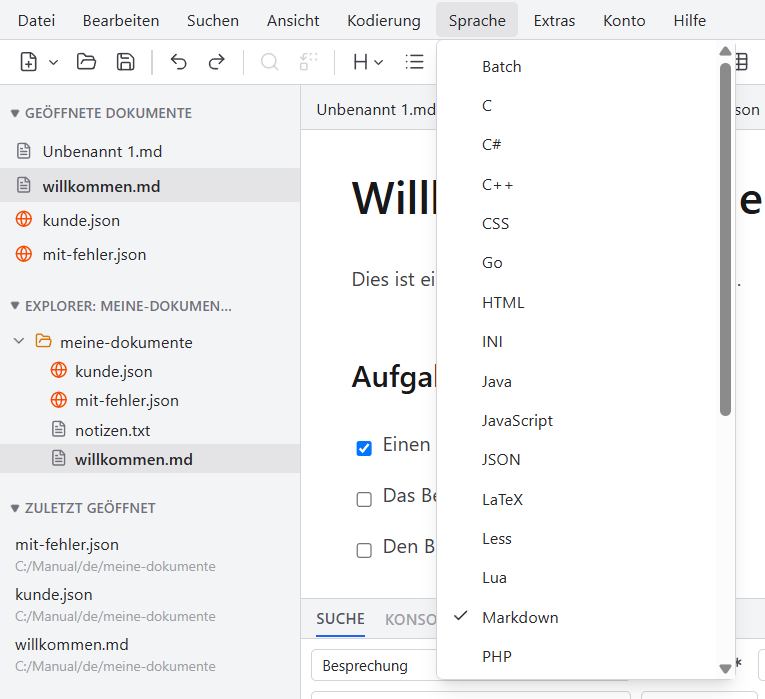 Datei Bearbeiten Suchen Ansicht Kodierung Sprache Extras Konto Hilfe
GEÖFFNETE DOKUMENTE
Unbenannt 1.md
willkommen.md
kunde.json
mit-fehler.json
EXPLORER: MEINE-DOKUMEN...
meine-dokumente
kunde.json
mit-fehler.json
notizen.txt
willkommen.md
ZULETZT GEÖFFNET
mit-fehler.json
C:/Manual/de/meine-dokumente
kunde.json
C:/Manual/de/meine-dokumente
willkommen.md
C:/Manual/de/meine-dokumente
H
Unbenannt 1.md
son
Will
e
Dies ist ei
.
Aufgal
Einen
Das Be
Den B
SUCHE KONSO
Besprechung
*
Batch
C
C#
C++
CSS
Go
HTML
INI
Java
JavaScript
JSON
LaTeX
Less
Lua
Markdown
PHP